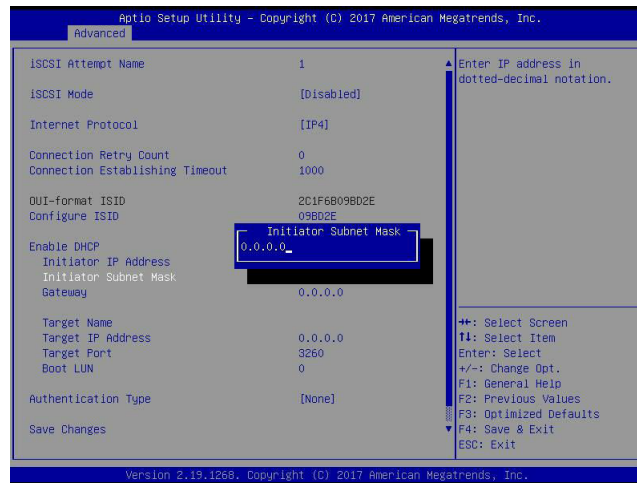 Aptio Setup Utility – Copyright (C) 2017 American Megatrends, Inc.
Advanced
iSCSI Attempt Name 1
iSCSI Mode [Disabled]
Internet Protocol [IP4]
Connection Retry Count 0
Connection Establishing Timeout 1000
OUI-format ISID 2C1F6B09BD2E
Configure ISID 09BD2E
Enable DHCP
Initiator IP Address
Initiator Subnet Mask
Gateway 0.0.0.0
Target Name
Target IP Address 0.0.0.0
Target Port 3260
Boot LUN 0
Authentication Type [None]
Save Changes
Initiator Subnet Mask
0.0.0.0_
Enter IP address in
dotted-decimal notation.
→←: Select Screen
↑↓: Select Item
Enter: Select
+/-: Change Opt.
F1: General Help
F2: Previous Values
F3: Optimized Defaults
F4: Save & Exit
ESC: Exit
Version 2.19.1268. Copyright (C) 2017 American Megatrends, Inc.